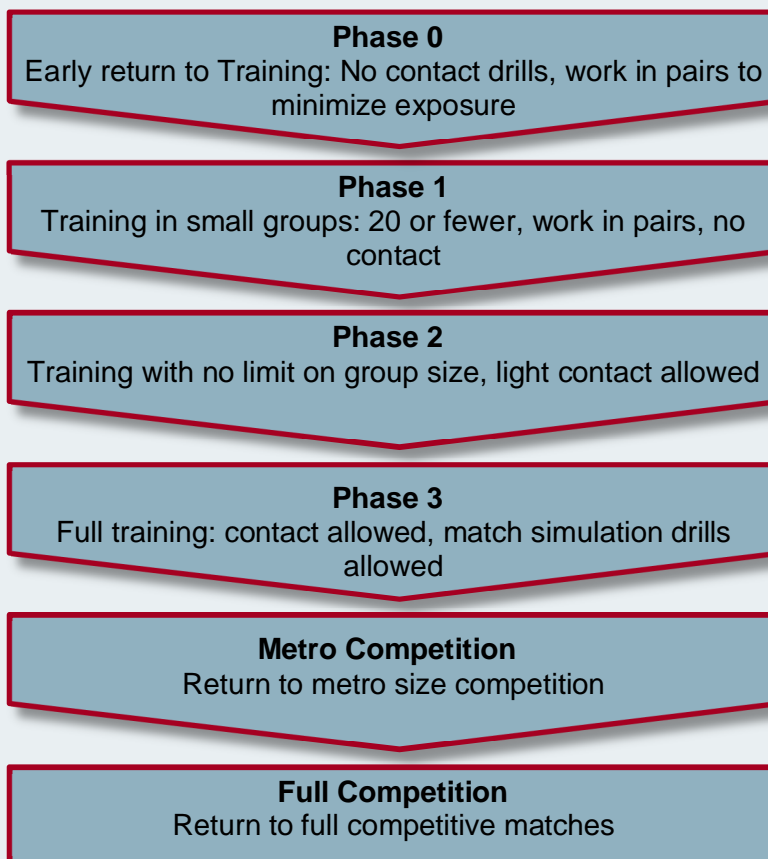 Phase 0
Early return to Training: No contact drills, work in pairs to
minimize exposure
Phase 1
Training in small groups: 20 or fewer, work in pairs, no
contact
Phase 2
Training with no limit on group size, light contact allowed
Phase 3
Full training: contact allowed, match simulation drills
allowed
Metro Competition
Return to metro size competition
Full Competition
Return to full competitive matches